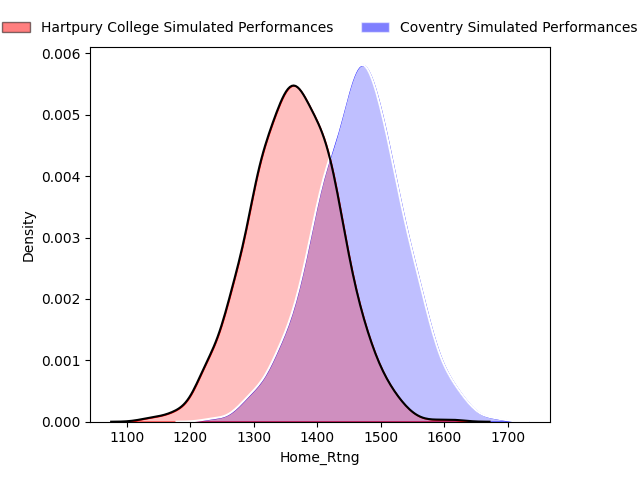 Hartpury College Simulated Performances Coventry Simulated Performances
0.006
0.005
0.004
0.003
0.002
0.001
0.000
Density
1100 1200 1300 1400 1500 1600 1700
Home_Rtng